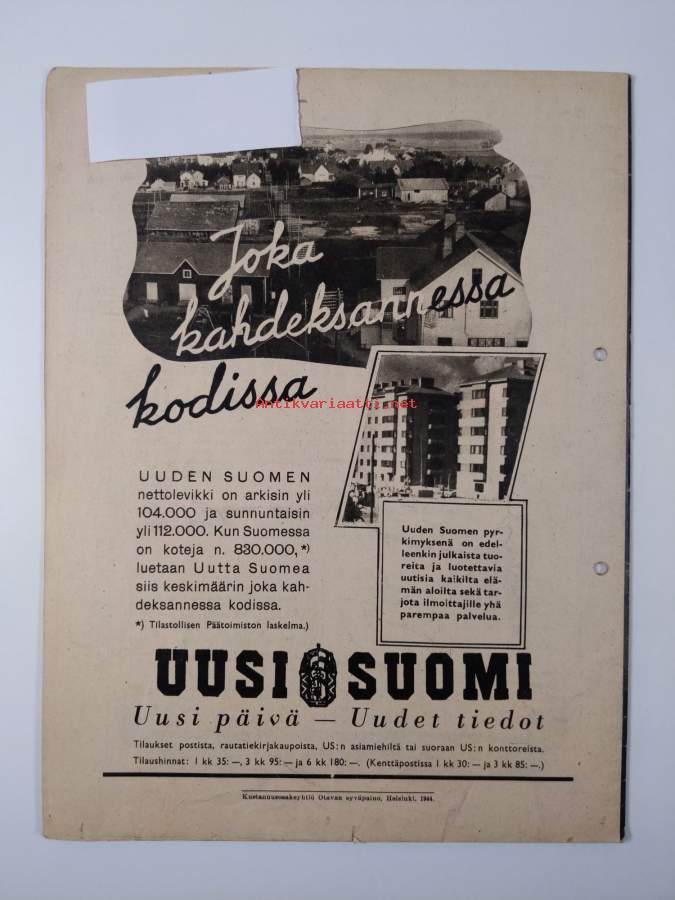 Joka
kahdeksannessa
kodissa
Antikvariaatti.net
UUDEN SUOMEN
nettolevikki on arkisin yli
104.000 ja sunnuntaisin
yli 112.000. Kun Suomessa
on koteja n. 830.000,*)
luetaan Uutta Suomea
siis keskimäärin joka kah-
deksannessa kodissa.
*) Tilastollisen Päätoimiston laskelma.)
Uuden Suomen pyr-
kimyksenä on edel-
leenkin julkaista tuo-
reita ja luotettavia
uutisia kaikilta elä-
män aloilta sekä tar-
jota ilmoittajille yhä
parempaa palvelua.
UUSI SUOMI
Uusi päivä — Uudet tiedot
Tilaukset postista, rautatiekirjakaupoista, US:n asiamiehiltä tai suoraan US:n konttoreista.
Tilaushinnat: 1 kk 35: —, 3 kk 95: — ja 6 kk 180: —. (Kenttäpostissa 1 kk 30: — ja 3 kk 85: —.)
Kustannusosakeyhtiö Otavan syväpaino, Helsinki, 1944.